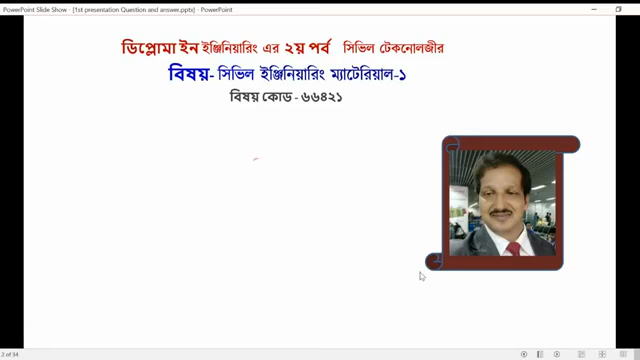 PowerPoint Slide Show - [1st presentation Question and answer.pptx] - PowerPoint
ডিপ্লোমা ইন ইঞ্জিনিয়ারিং এর ২য় পর্ব সিভিল টেকনোলজীর
বিষয়- সিভিল ইঞ্জিনিয়ারিং ম্যাটেরিয়াল-১
বিষয় কোড - ৬৬৪২১
2 of 34